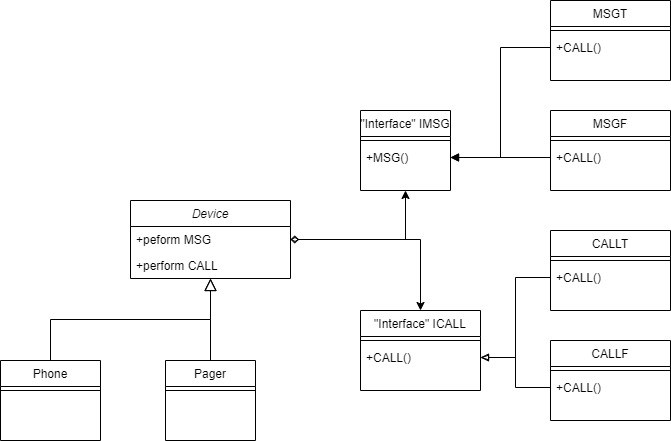 MSGT
+CALL()
"Interface" IMSG
+MSG()
MSGF
+CALL()
Device
+peform MSG
+perform CALL
CALLT
+CALL()
"Interface" ICALL
+CALL()
CALLF
+CALL()
Phone
Pager